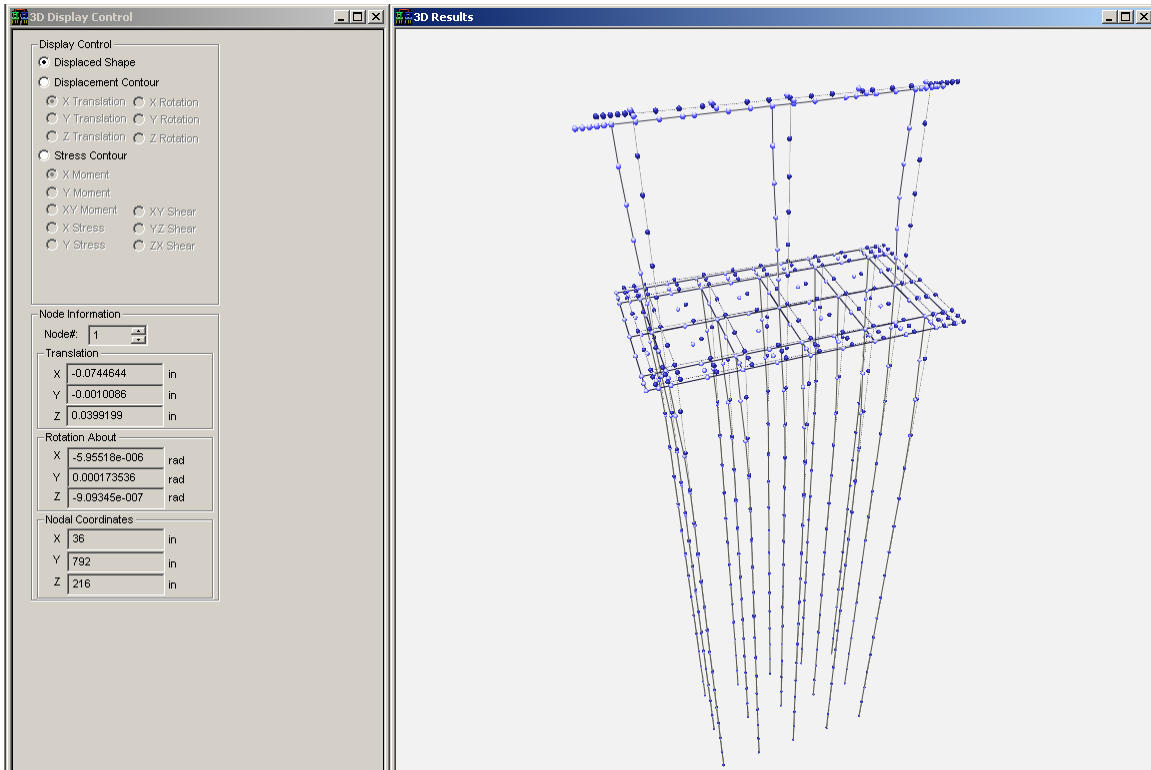 3D Display Control
3D Results
Display Control
Displaced Shape
Displacement Contour
X Translation X Rotation
Y Translation Y Rotation
Z Translation Z Rotation
Stress Contour
X Moment
Y Moment
XY Moment XY Shear
X Stress YZ Shear
Y Stress ZX Shear
Node Information
Node#: 1
Translation
X -0.0744644 in
Y -0.0010086 in
Z 0.0399199 in
Rotation About
X -5.95518e-006 rad
Y 0.000173536 rad
Z -9.09345e-007 rad
Nodal Coordinates
X 36 in
Y 792 in
Z 216 in